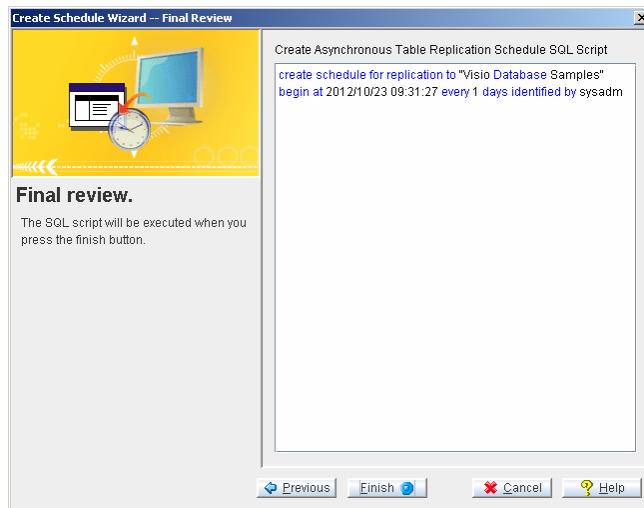 Create Schedule Wizard -- Final Review
Create Asynchronous Table Replication Schedule SQL Script
create schedule for replication to "Visio Database Samples"
begin at 2012/10/23 09:31:27 every 1 days identified by sysadm
Final review.
The SQL script will be executed when you
press the finish button.
Previous
Finish
Cancel
Help